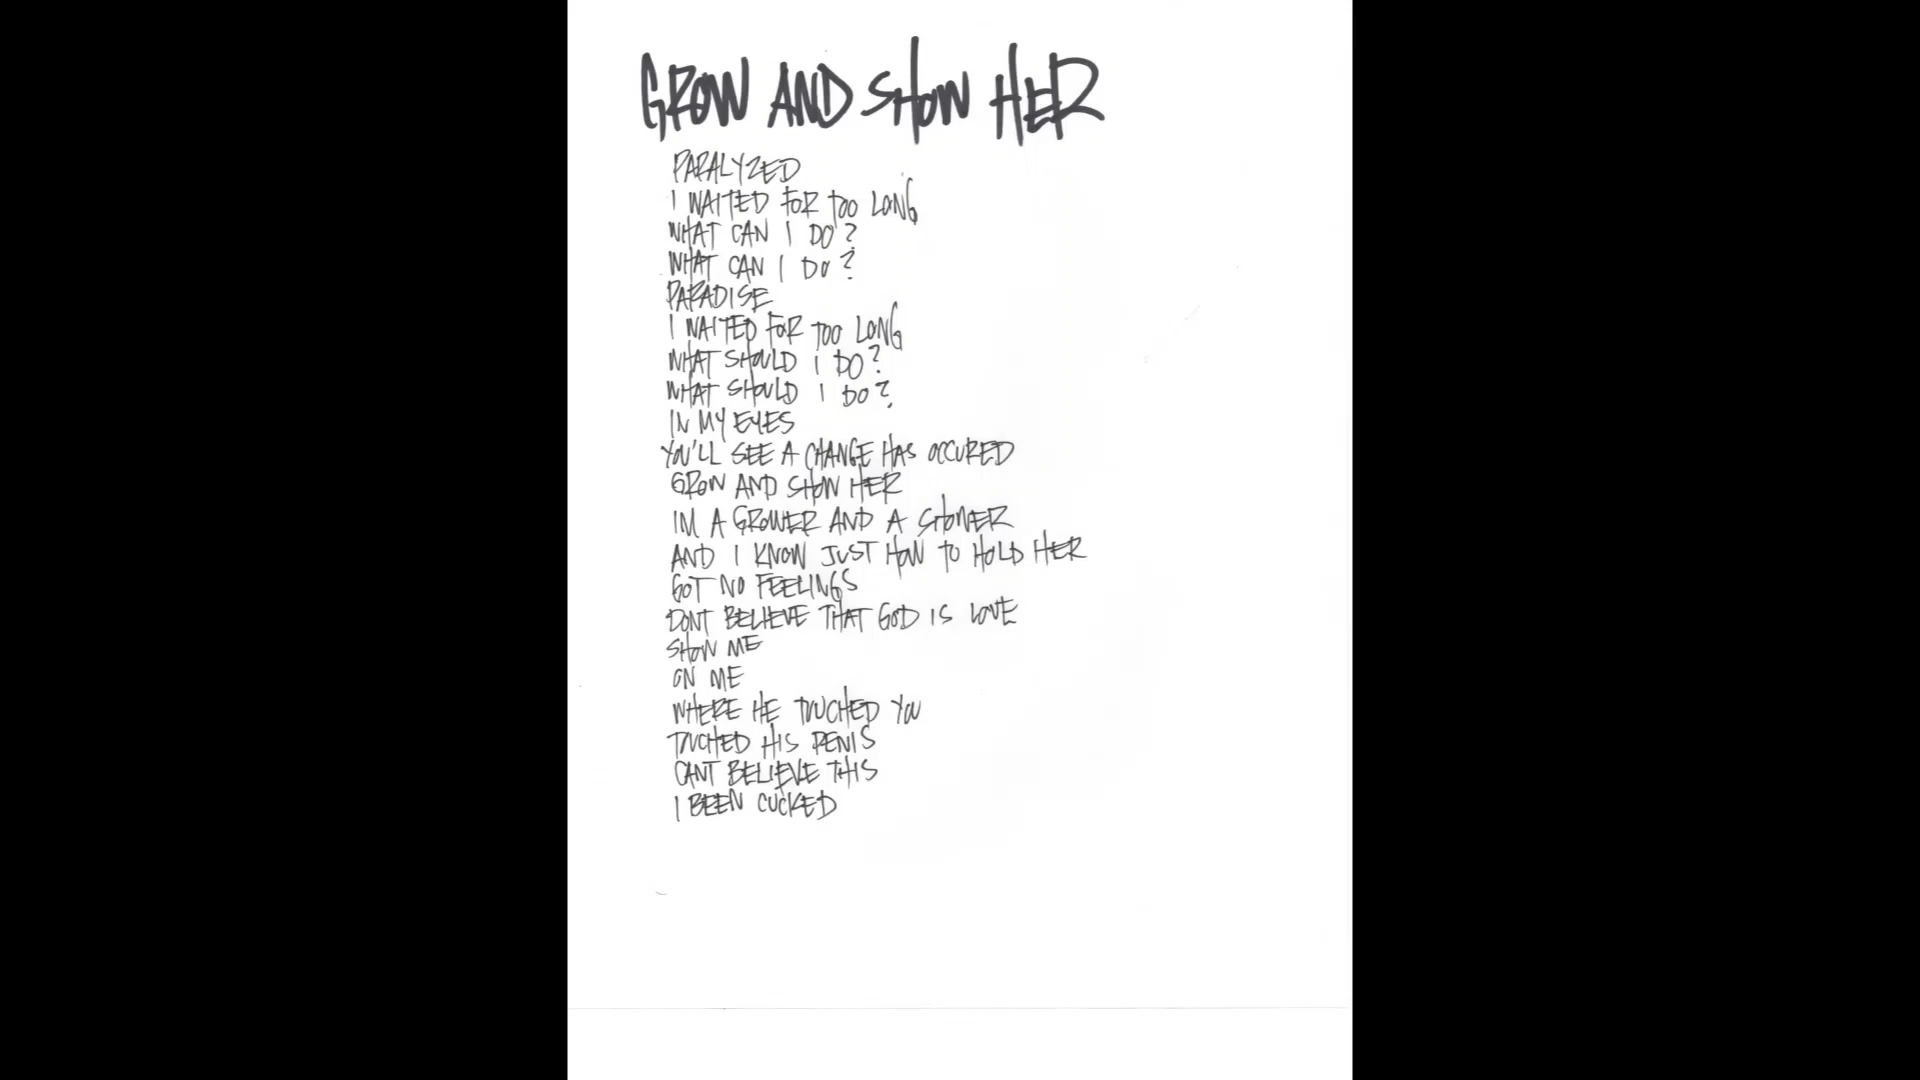 GROW AND SHOW HER
PARALYZED
I WAITED FOR TOO LONG
WHAT CAN I DO?
WHAT CAN I DO?
PARADISE
I WAITED FOR TOO LONG
WHAT SHOULD I DO?
WHAT SHOULD I DO?
IN MY EYES
YOU'LL SEE A CHANGE HAS OCCURED
GROW AND SHOW HER
IM A GROWER AND A SHOWER
AND I KNOW JUST HOW TO HOLD HER
GOT NO FEELINGS
DONT BELIEVE THAT GOD IS LOVE
SHOW ME
ON ME
WHERE HE TOUCHED YOU
TOUCHED HIS PENIS
CANT BELIEVE THIS
I BEEN CUCKED